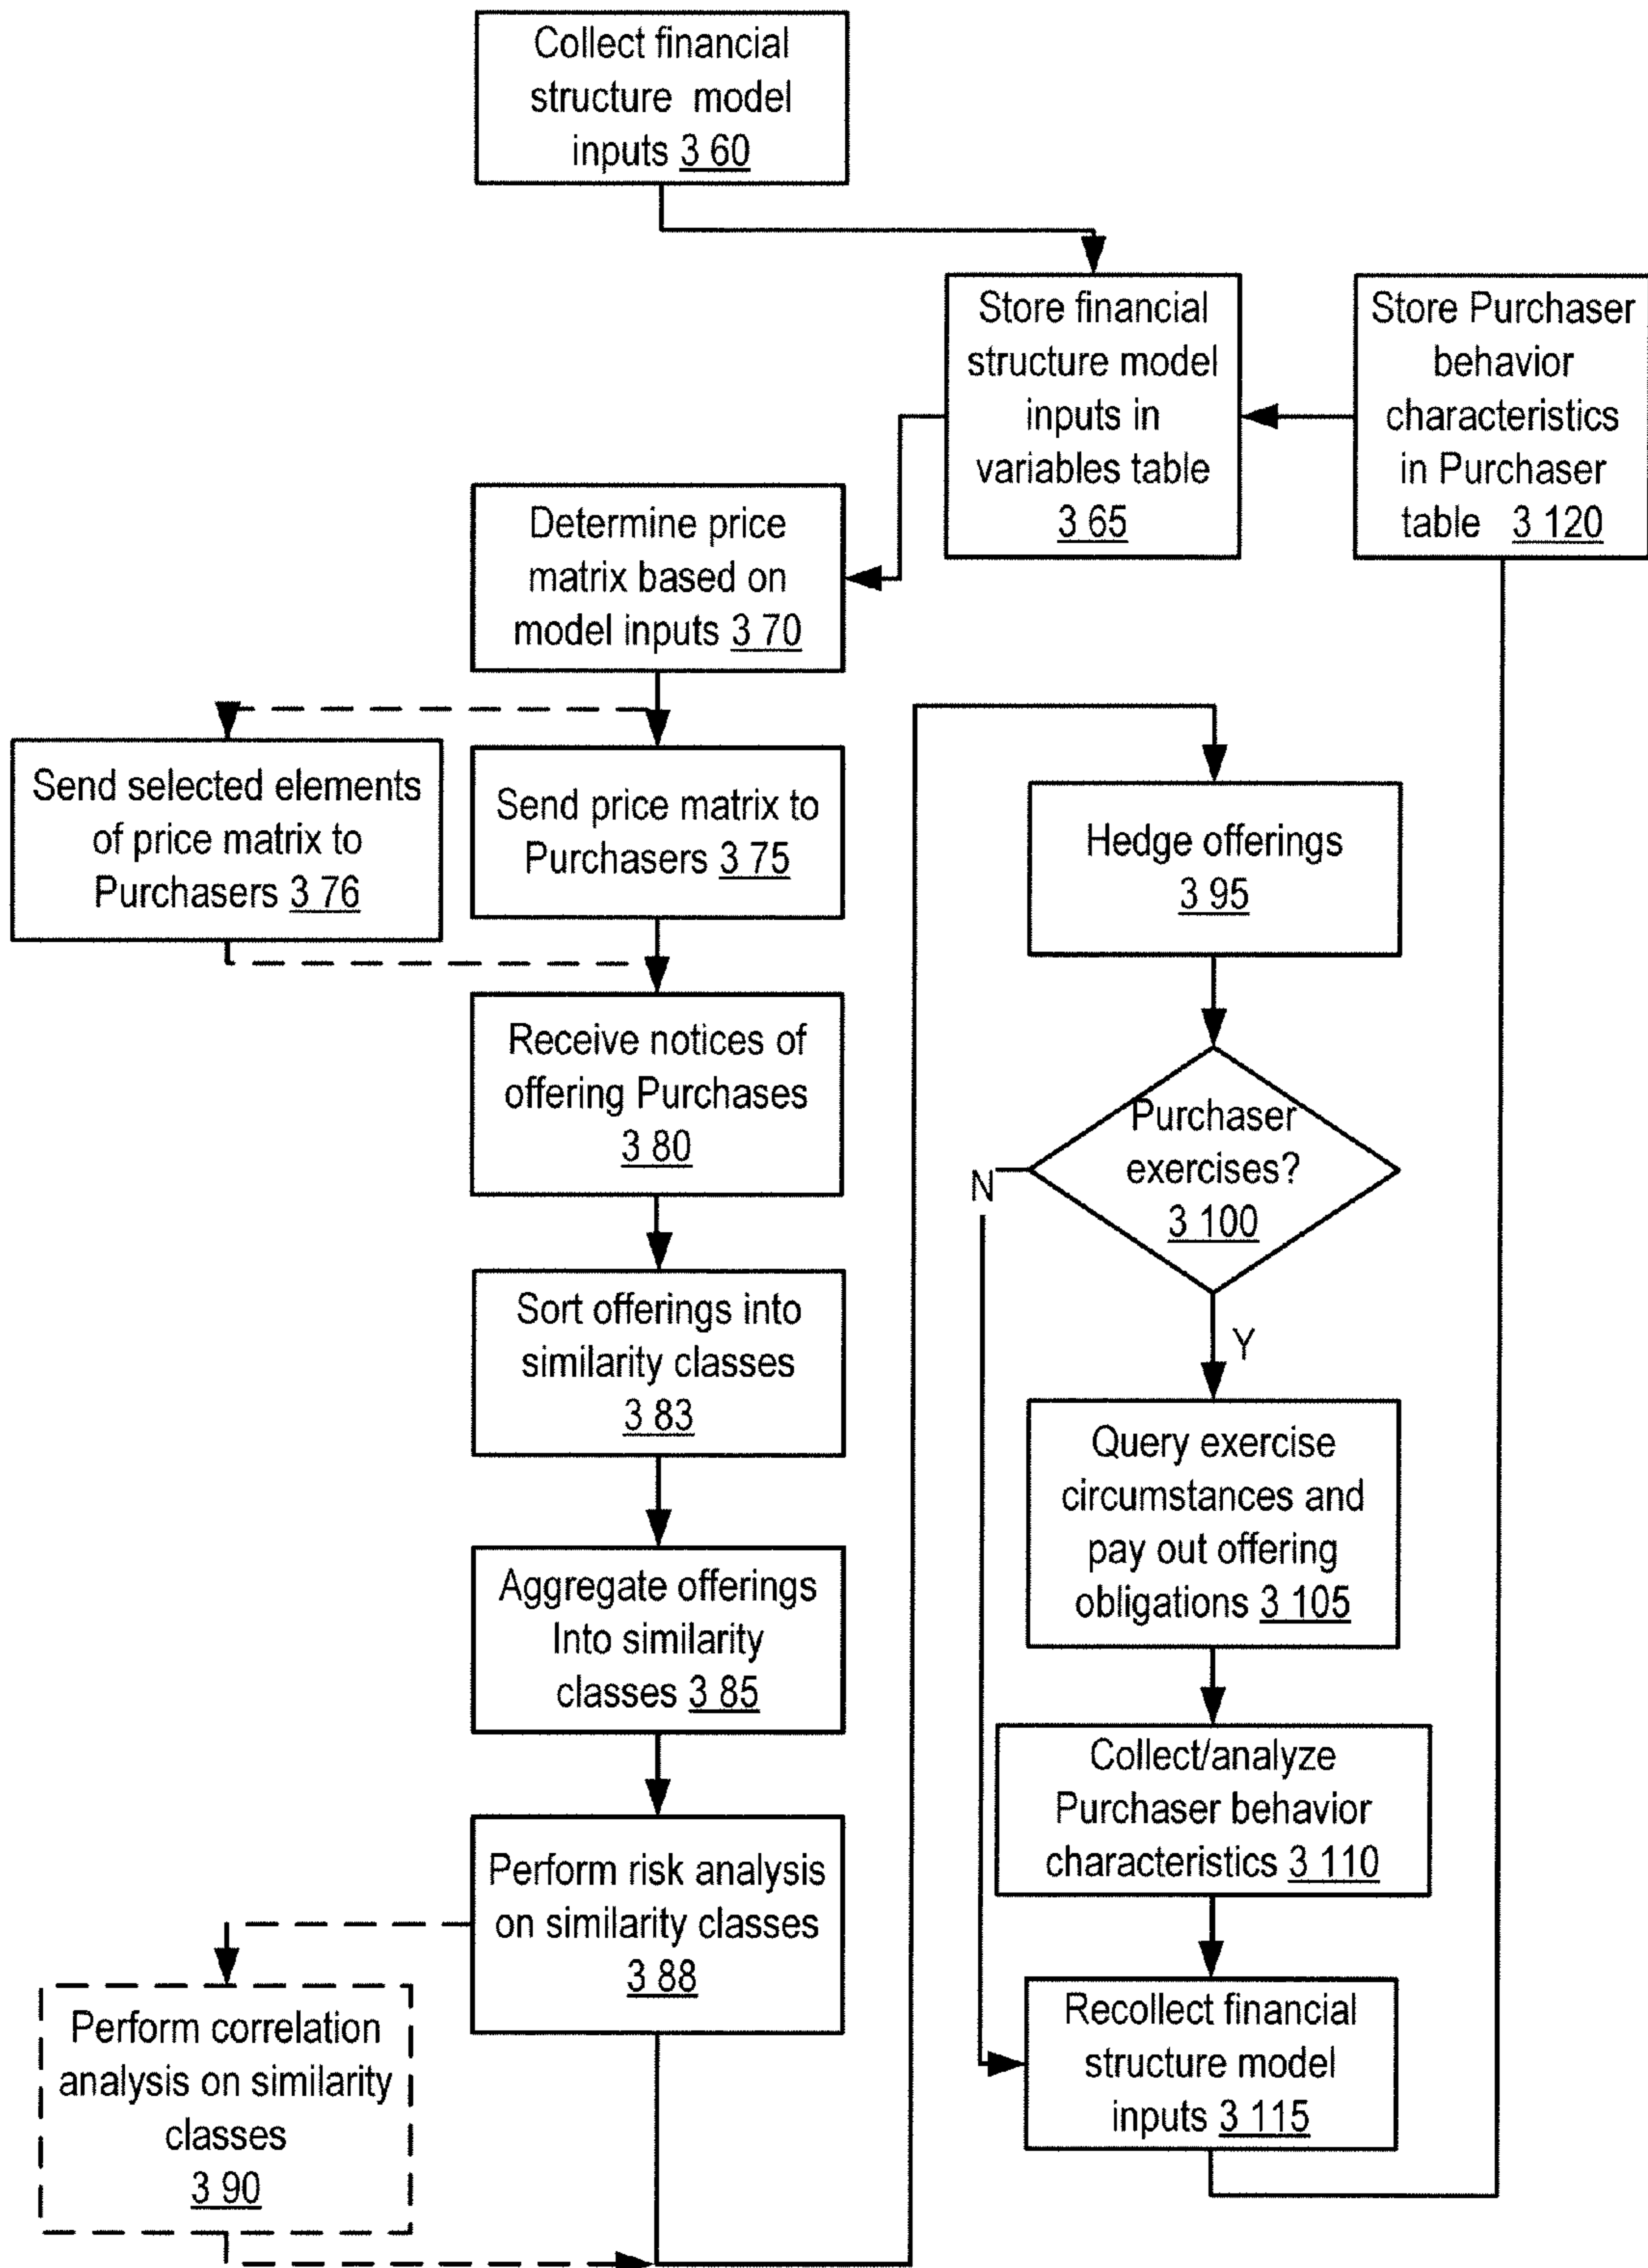 Collect financial
structure model
inputs 3 60
Store financial
structure model
inputs in
variables table
3 65
Store Purchaser
behavior
characteristics
in Purchaser
table 3 120
Determine price
matrix based on
model inputs 3 70
Send selected elements
of price matrix to
Purchasers 3 76
Send price matrix to
Purchasers 3 75
Receive notices of
offering Purchases
3 80
Sort offerings into
similarity classes
3 83
Aggregate offerings
Into similarity
classes 3 85
Perform risk analysis
on similarity classes
3 88
Perform correlation
analysis on similarity
classes
3 90
Hedge offerings
3 95
Purchaser
exercises?
3 100
N
Y
Query exercise
circumstances and
pay out offering
obligations 3 105
Collect/analyze
Purchaser behavior
characteristics 3 110
Recollect financial
structure model
inputs 3 115